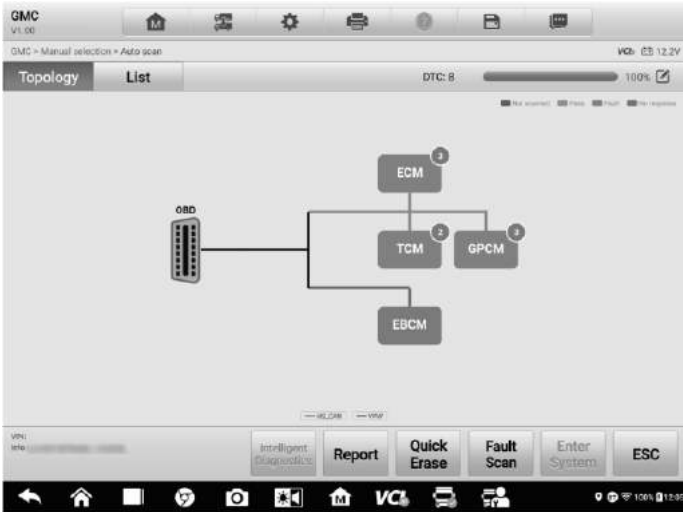 GMC
V1.00
GMC > Manual selection > Auto scan
VCI 12.2V
Topology List DTC: 8 100%
Not scanned Pass Fault No response
3
ECM
OBD
2 3
TCM GPCM
EBCM
HS_CAN
VIN:
Info:
Intelligent Diagnostics
Report
Quick Erase
Fault Scan
Enter System
ESC
M VCI
100%